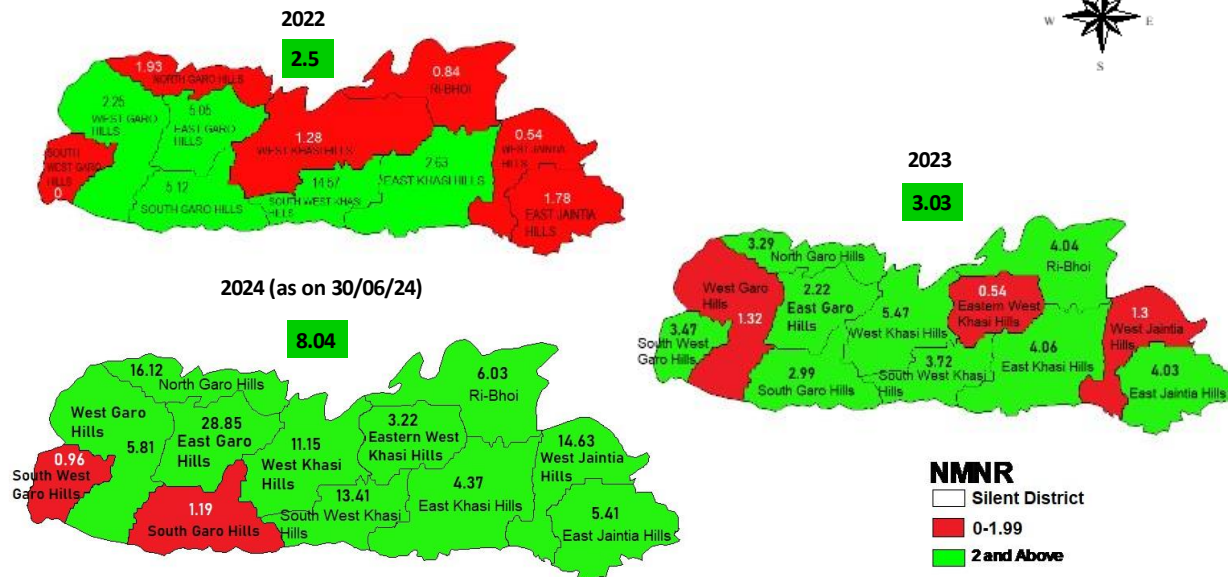 2022
2.5
1.93
NORTH GARO HILLS
0.84
RI-BHOI
2.25
WEST GARO
HILLS
5.05
EAST GARO
HILLS
1.28
WEST KHASI HILLS
0.54
WEST JAINTIA
HILLS
SOUTH
WEST GARO
HILLS
0
5.12
SOUTH GARO HILLS
14.57
SOUTH WEST KHASI
HILLS
2.63
EAST KHASI HILLS
1.78
EAST JAINTIA
HILLS
W E
S
2023
3.03
3.29
North Garo Hills
4.04
Ri-Bhoi
West Garo
Hills
1.32
2.22
East Garo
Hills
5.47
West Khasi Hills
0.54
Eastern West
Khasi Hills
1.3
West Jaintia
Hills
3.47
South West
Garo Hills
2.99
South Garo Hills
3.72
South West Khasi
Hills
4.06
East Khasi Hills
4.03
East Jaintia Hills
2024 (as on 30/06/24)
8.04
16.12
North Garo Hills
6.03
Ri-Bhoi
West Garo
Hills
5.81
28.85
East Garo
Hills
11.15
West Khasi
Hills
3.22
Eastern West
Khasi Hills
14.63
West Jaintia
Hills
0.96
South West
Garo Hills
1.19
South Garo Hills
13.41
South West Khasi
Hills
4.37
East Khasi Hills
5.41
East Jaintia Hills
NMNR
Silent District
0-1.99
2 and Above